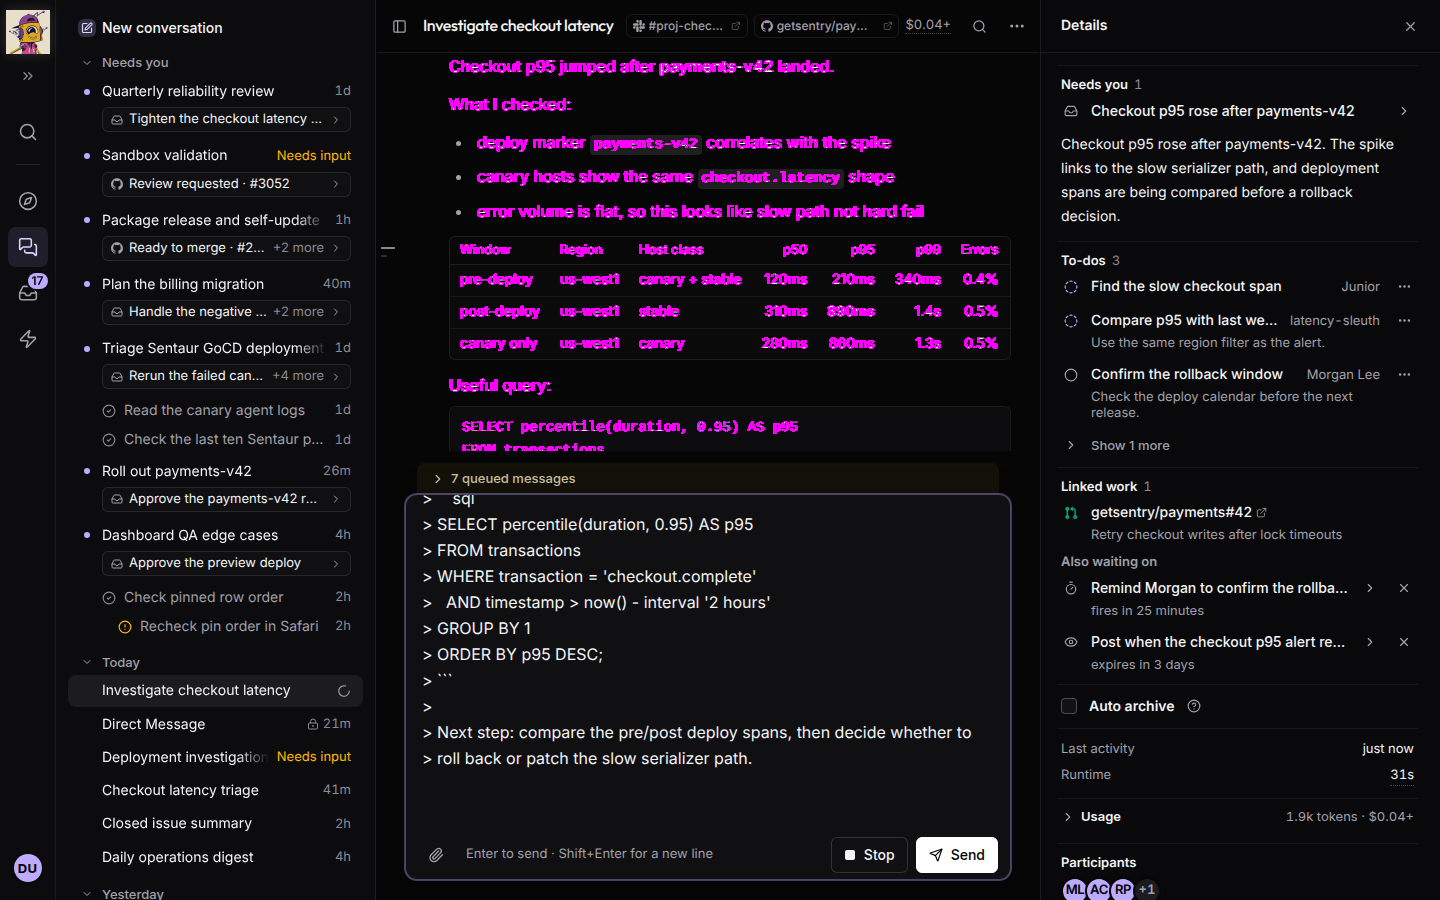 New conversation
Needs you
Quarterly reliability review 1d
Tighten the checkout latency ...
Sandbox validation Needs input
Review requested · #3052
Package release and self-update 1h
Ready to merge · #2... +2 more
Plan the billing migration 40m
Handle the negative ... +2 more
Triage Sentaur GoCD deployment 1d
Rerun the failed can... +4 more
Read the canary agent logs 1d
Check the last ten Sentaur p... 1d
Roll out payments-v42 26m
Approve the payments-v42 r...
Dashboard QA edge cases 4h
Approve the preview deploy
Check pinned row order 2h
Recheck pin order in Safari 2h
Today
Investigate checkout latency
Direct Message 21m
Deployment investigation Needs input
Checkout latency triage 41m
Closed issue summary 2h
Daily operations digest 4h
Yesterday
17
DU
Investigate checkout latency #proj-chec... getsentry/pay... $0.04+
Checkout p95 jumped after payments-v42 landed.
What I checked:
deploy marker payments-v42 correlates with the spike
canary hosts show the same checkout.latency shape
error volume is flat, so this looks like slow path not hard fail
Window Region Host class p50 p95 p99 Errors
pre-deploy us-west1 canary + stable 120ms 210ms 340ms 0.4%
post-deploy us-west1 stable 310ms 890ms 1.4s 0.5%
canary only us-west1 canary 280ms 860ms 1.3s 0.5%
Useful query:
SELECT percentile(duration, 0.95) AS p95
FROM transactions
7 queued messages
> sql
> SELECT percentile(duration, 0.95) AS p95
> FROM transactions
> WHERE transaction = 'checkout.complete'
> AND timestamp > now() - interval '2 hours'
> GROUP BY 1
> ORDER BY p95 DESC;
> ```
>
> Next step: compare the pre/post deploy spans, then decide whether to
> roll back or patch the slow serializer path.
Enter to send · Shift+Enter for a new line Stop Send
Details
Needs you 1
Checkout p95 rose after payments-v42
Checkout p95 rose after payments-v42. The spike
links to the slow serializer path, and deployment
spans are being compared before a rollback
decision.
To-dos 3
Find the slow checkout span Junior
Compare p95 with last we... latency-sleuth
Use the same region filter as the alert.
Confirm the rollback window Morgan Lee
Check the deploy calendar before the next
release.
Show 1 more
Linked work 1
getsentry/payments#42
Retry checkout writes after lock timeouts
Also waiting on
Remind Morgan to confirm the rollba...
fires in 25 minutes
Post when the checkout p95 alert re...
expires in 3 days
Auto archive
Last activity just now
Runtime 31s
Usage 1.9k tokens · $0.04+
Participants
ML AC RP +1